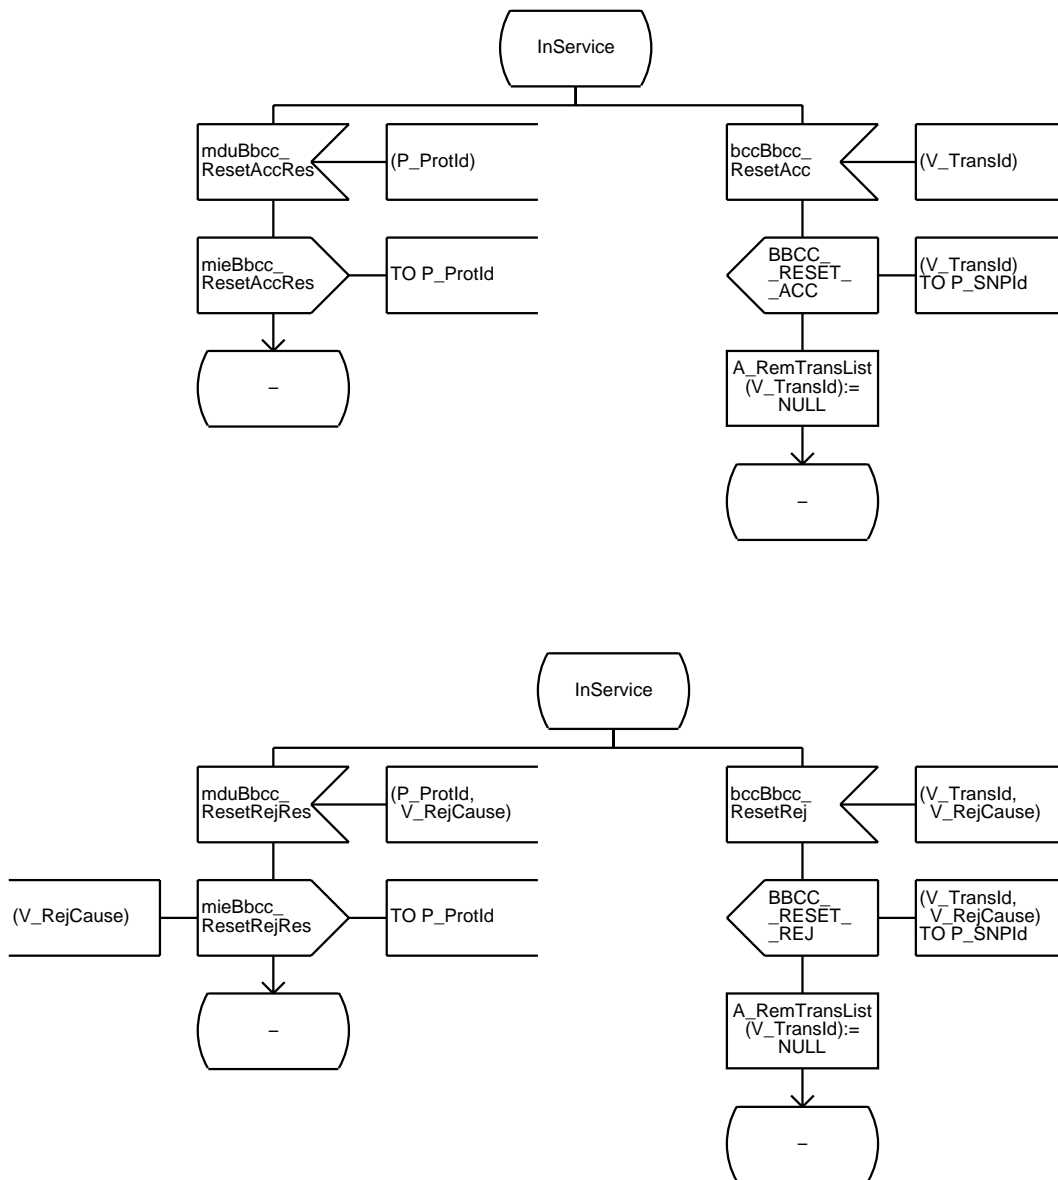 InService
mduBbcc_
ResetAccRes
(P_ProtId)
bccBbcc_
ResetAcc
(V_TransId)
mieBbcc_
ResetAccRes
TO P_ProtId
BBCC_
_RESET_
_ACC
(V_TransId)
TO P_SNPId
–
A_RemTransList
(V_TransId):=
NULL
–
InService
mduBbcc_
ResetRejRes
(P_ProtId,
V_RejCause)
bccBbcc_
ResetRej
(V_TransId,
V_RejCause)
(V_RejCause)
mieBbcc_
ResetRejRes
TO P_ProtId
BBCC_
_RESET_
_REJ
(V_TransId,
V_RejCause)
TO P_SNPId
–
A_RemTransList
(V_TransId):=
NULL
–